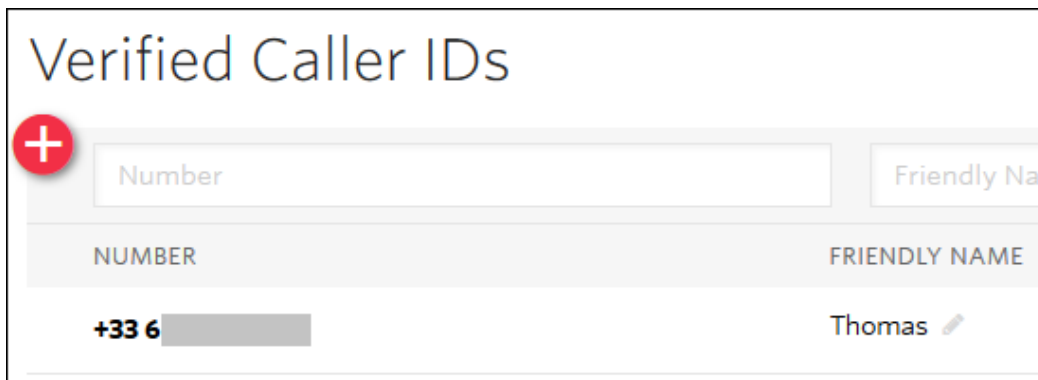 Verified Caller IDs
Number
Friendly Na
NUMBER
FRIENDLY NAME
+33 6
Thomas